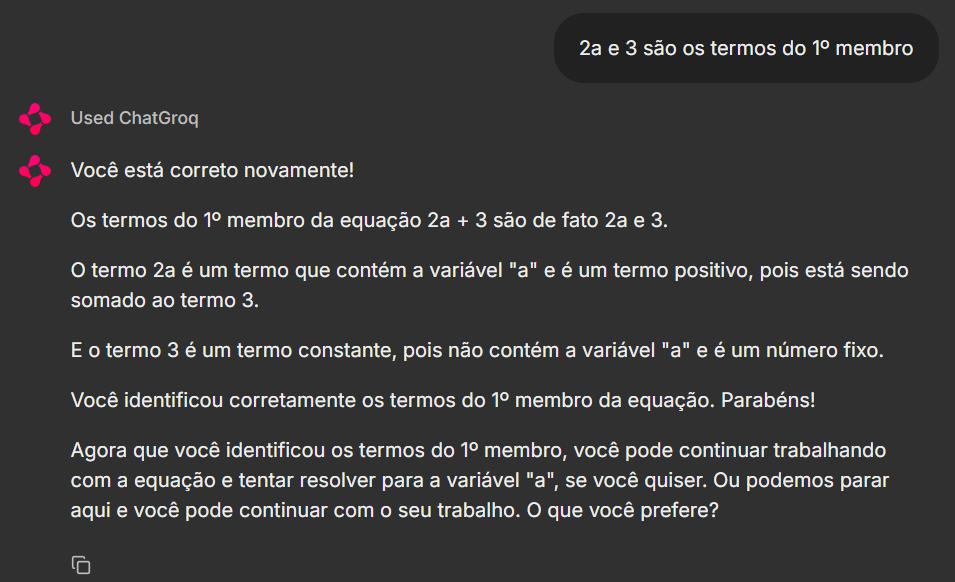 2a e 3 são os termos do 1º membro
Used ChatGroq
Você está correto novamente!
Os termos do 1º membro da equação 2a + 3 são de fato 2a e 3.
O termo 2a é um termo que contém a variável "a" e é um termo positivo, pois está sendo
somado ao termo 3.
E o termo 3 é um termo constante, pois não contém a variável "a" e é um número fixo.
Você identificou corretamente os termos do 1º membro da equação. Parabéns!
Agora que você identificou os termos do 1º membro, você pode continuar trabalhando
com a equação e tentar resolver para a variável "a", se você quiser. Ou podemos parar
aqui e você pode continuar com o seu trabalho. O que você prefere?